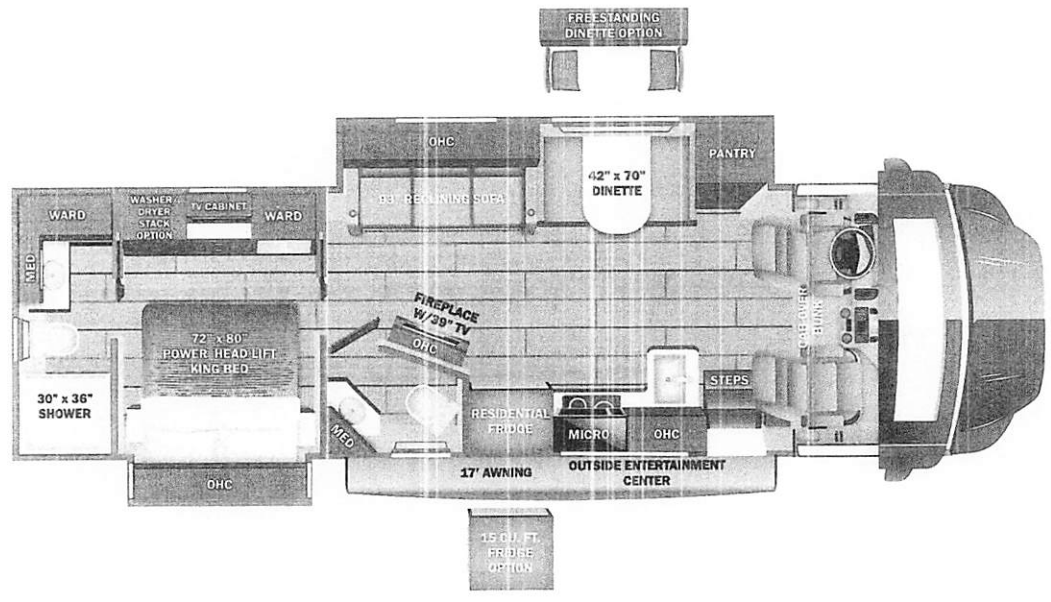 FREESTANDING
DINETTE OPTION
OHC
42" x 70"
DINETTE
PANTRY
93" RECLINING SOFA
WARD
WASHER/
DRYER
STACK
OPTION
TV CABINET
WARD
MED
FIREPLACE
W/39" TV
OHC
CABOVER
BUNK
72" x 80"
POWER HEAD LIFT
KING BED
30" x 36"
SHOWER
STEPS
RESIDENTIAL
FRIDGE
MED
MICRO
OHC
17' AWNING
OUTSIDE ENTERTAINMENT
CENTER
OHC
15 CU. FT.
FRIDGE
OPTION